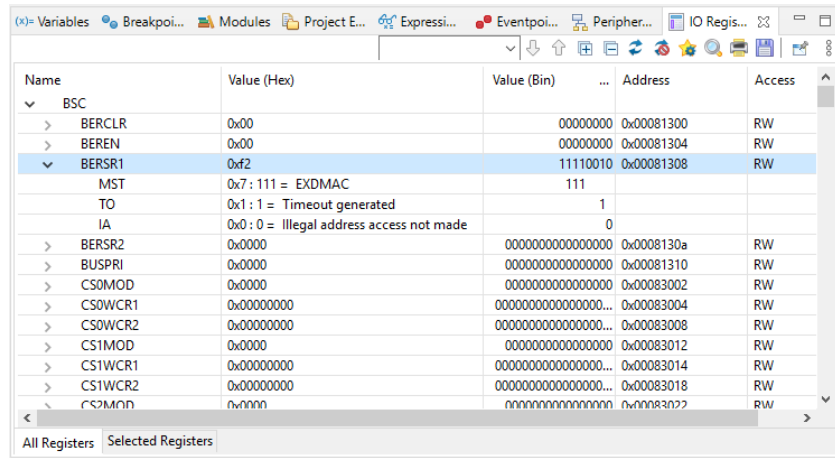 (x)= Variables Breakpoi... Modules Project E... Expressi... Eventpoi... Peripher... IO Regis...
Name Value (Hex) Value (Bin) ... Address Access
BSC
BERCLR 0x00 00000000 0x00081300 RW
BEREN 0x00 00000000 0x00081304 RW
BERSR1 0xf2 11110010 0x00081308 RW
MST 0x7 : 111 = EXDMAC 111
TO 0x1 : 1 = Timeout generated 1
IA 0x0 : 0 = Illegal address access not made 0
BERSR2 0x0000 0000000000000000 0x0008130a RW
BUSPRI 0x0000 0000000000000000 0x00081310 RW
CS0MOD 0x0000 0000000000000000 0x00083002 RW
CS0WCR1 0x00000000 0000000000000000... 0x00083004 RW
CS0WCR2 0x00000000 0000000000000000... 0x00083008 RW
CS1MOD 0x0000 0000000000000000 0x00083012 RW
CS1WCR1 0x00000000 0000000000000000... 0x00083014 RW
CS1WCR2 0x00000000 0000000000000000... 0x00083018 RW
CS2MOD 0x0000 0000000000000000 0x00083022 RW
All Registers Selected Registers